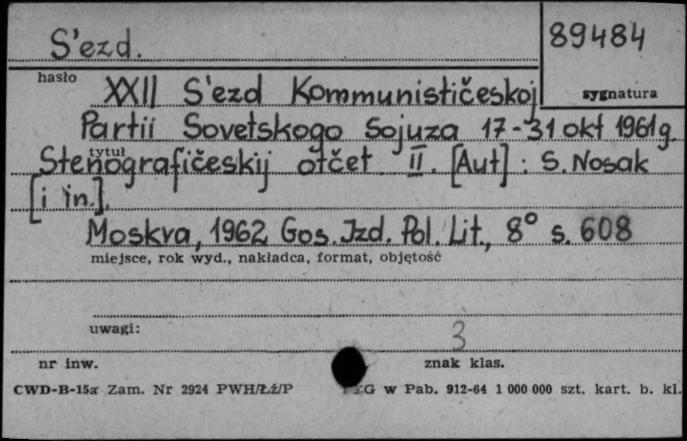 S'ezd.
89484
hasło
sygnatura
XXII S'ezd Kommunističeskoj
Partii Sovetskogo Sojuza 17-31 okt 1961g.
tytuł
Stenografičeskij otčet II. [Aut]: S. Nosak
[i in.].
Moskva, 1962 Gos. Izd. Pol. Lit., 8° s. 608
miejsce, rok wyd., nakładca, format, objętość
uwagi:
3
nr inw.
znak klas.
CWD-B-15a Zam. Nr 2924 PWH/ŁŹ/P
w Pab. 912-64 1 000 000 szt. kart. b. kl.